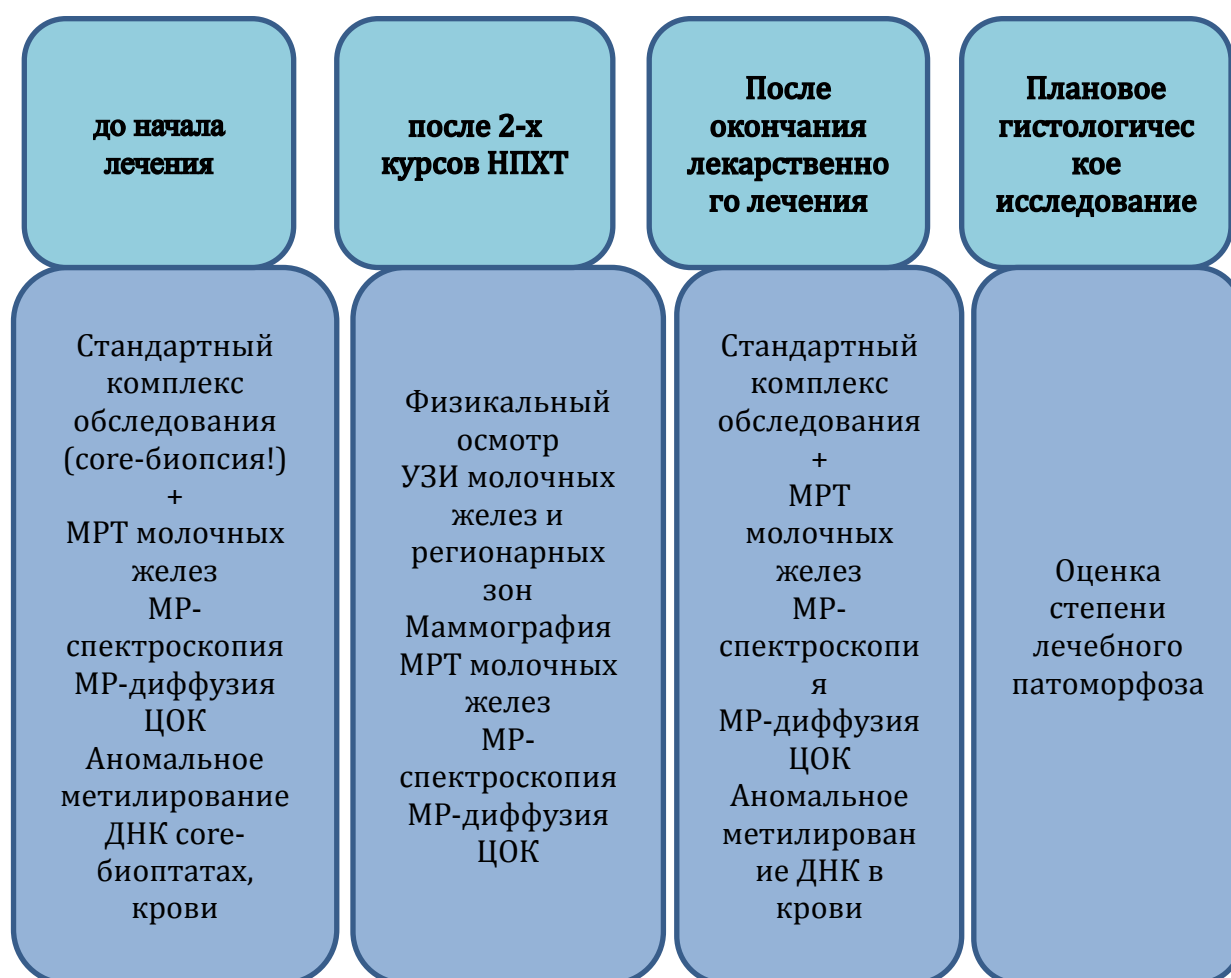 до начала
лечения
Стандартный
комплекс
обследования
(core-биопсия!)
+
МРТ молочных
желез
МР-
спектроскопия
МР-диффузия
ЦОК
Аномальное
метилирование
ДНК core-
биоптатах,
крови
после 2-х
курсов НПХТ
Физикальный
осмотр
УЗИ молочных
желез и
регионарных
зон
Маммография
МРТ молочных
желез
МР-
спектроскопия
МР-диффузия
ЦОК
После
окончания
лекарственно
го лечения
Стандартный
комплекс
обследования
+
МРТ
молочных
желез
МР-
спектроскопи
я
МР-диффузия
ЦОК
Аномальное
метилирован
ие ДНК в
крови
Плановое
гистологичес
кое
исследование
Оценка
степени
лечебного
патоморфоза